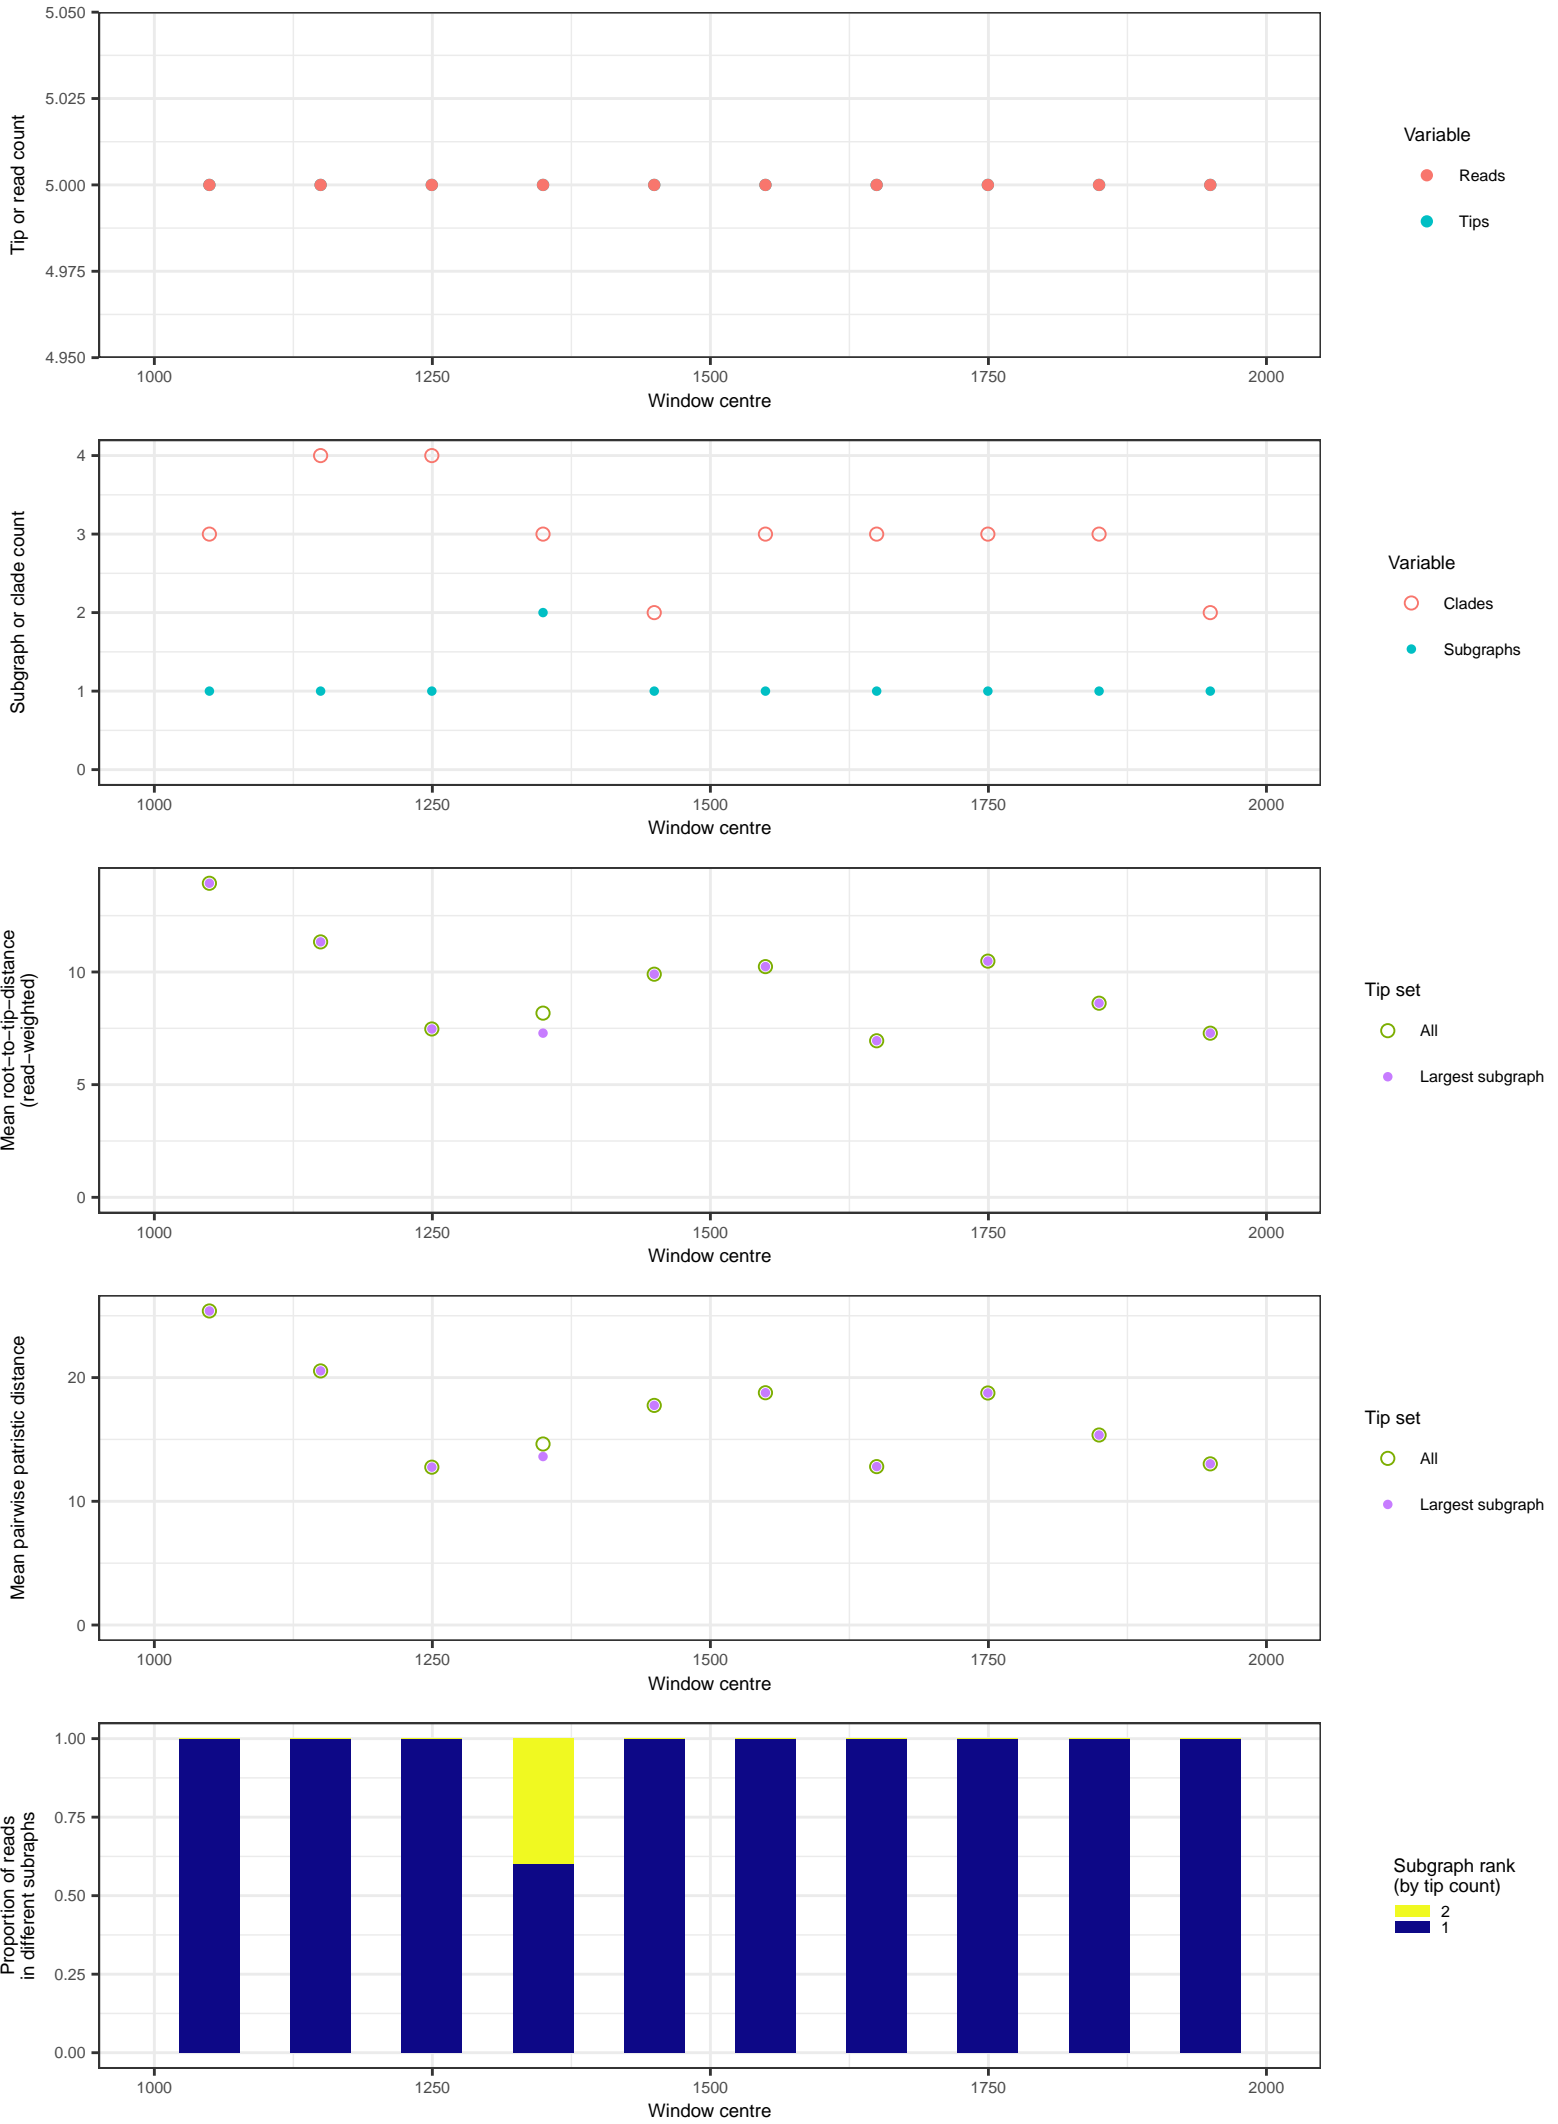 5.050
5.025
5.000
4.975
4.950
Tip or read count
1000 1250 1500 1750 2000
Window centre
Variable
Reads
Tips
4
3
2
1
0
Subgraph or clade count
1000 1250 1500 1750 2000
Window centre
Variable
Clades
Subgraphs
10
5
0
Mean root−to−tip−distance
(read−weighted)
1000 1250 1500 1750 2000
Window centre
Tip set
All
Largest subgraph
20
10
0
Mean pairwise patristic distance
1000 1250 1500 1750 2000
Window centre
Tip set
All
Largest subgraph
1.00
0.75
0.50
0.25
0.00
Proportion of reads
in different subraphs
1000 1250 1500 1750 2000
Window centre
Subgraph rank
(by tip count)
2
1